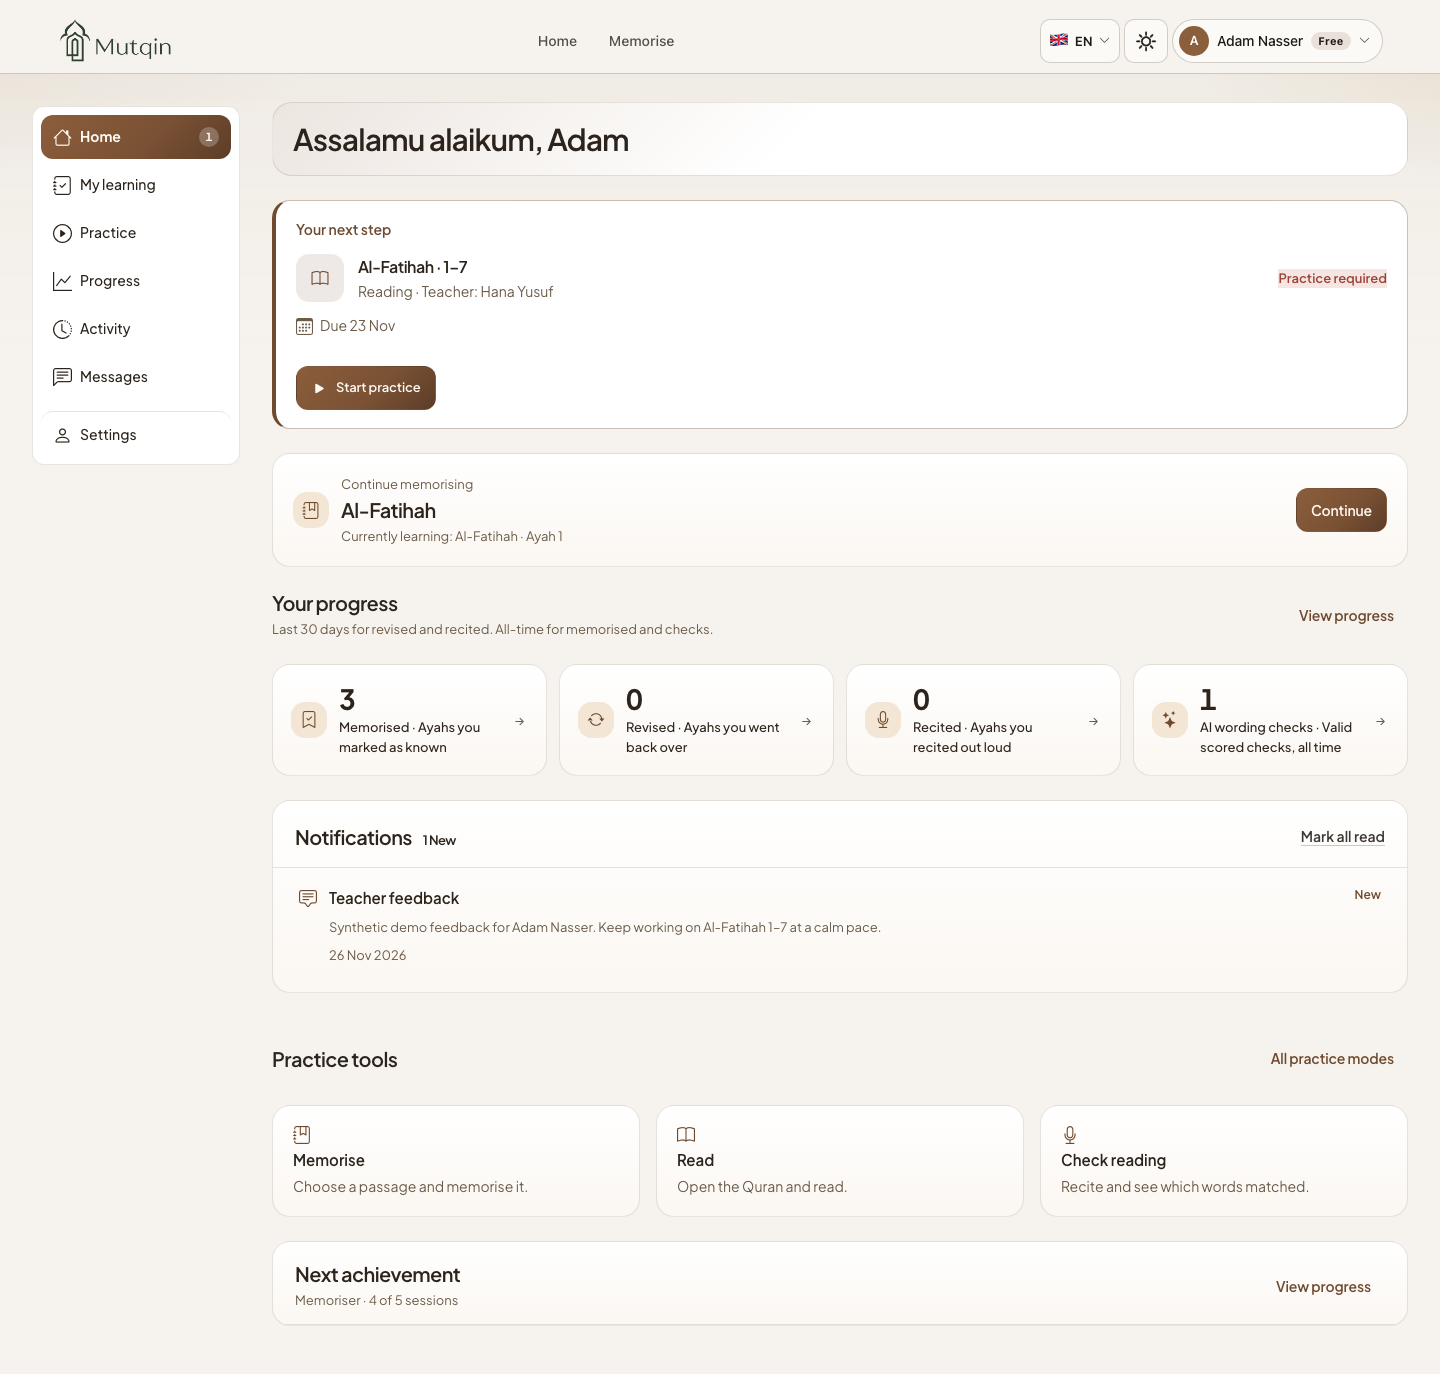 Mutqin
Home
Memorise
EN
A
Adam Nasser
Free
Home
1
My learning
Practice
Progress
Activity
Messages
Settings
Assalamu alaikum, Adam
Your next step
Al-Fatihah · 1–7
Reading · Teacher: Hana Yusuf
Practice required
Due 23 Nov
Start practice
Continue memorising
Al-Fatihah
Currently learning: Al-Fatihah · Ayah 1
Continue
Your progress
Last 30 days for revised and recited. All-time for memorised and checks.
View progress
3
Memorised · Ayahs you
marked as known
0
Revised · Ayahs you went
back over
0
Recited · Ayahs you
recited out loud
1
AI wording checks · Valid
scored checks, all time
Notifications
1 New
Mark all read
Teacher feedback
New
Synthetic demo feedback for Adam Nasser. Keep working on Al-Fatihah 1–7 at a calm pace.
26 Nov 2026
Practice tools
All practice modes
Memorise
Choose a passage and memorise it.
Read
Open the Quran and read.
Check reading
Recite and see which words matched.
Next achievement
Memoriser · 4 of 5 sessions
View progress